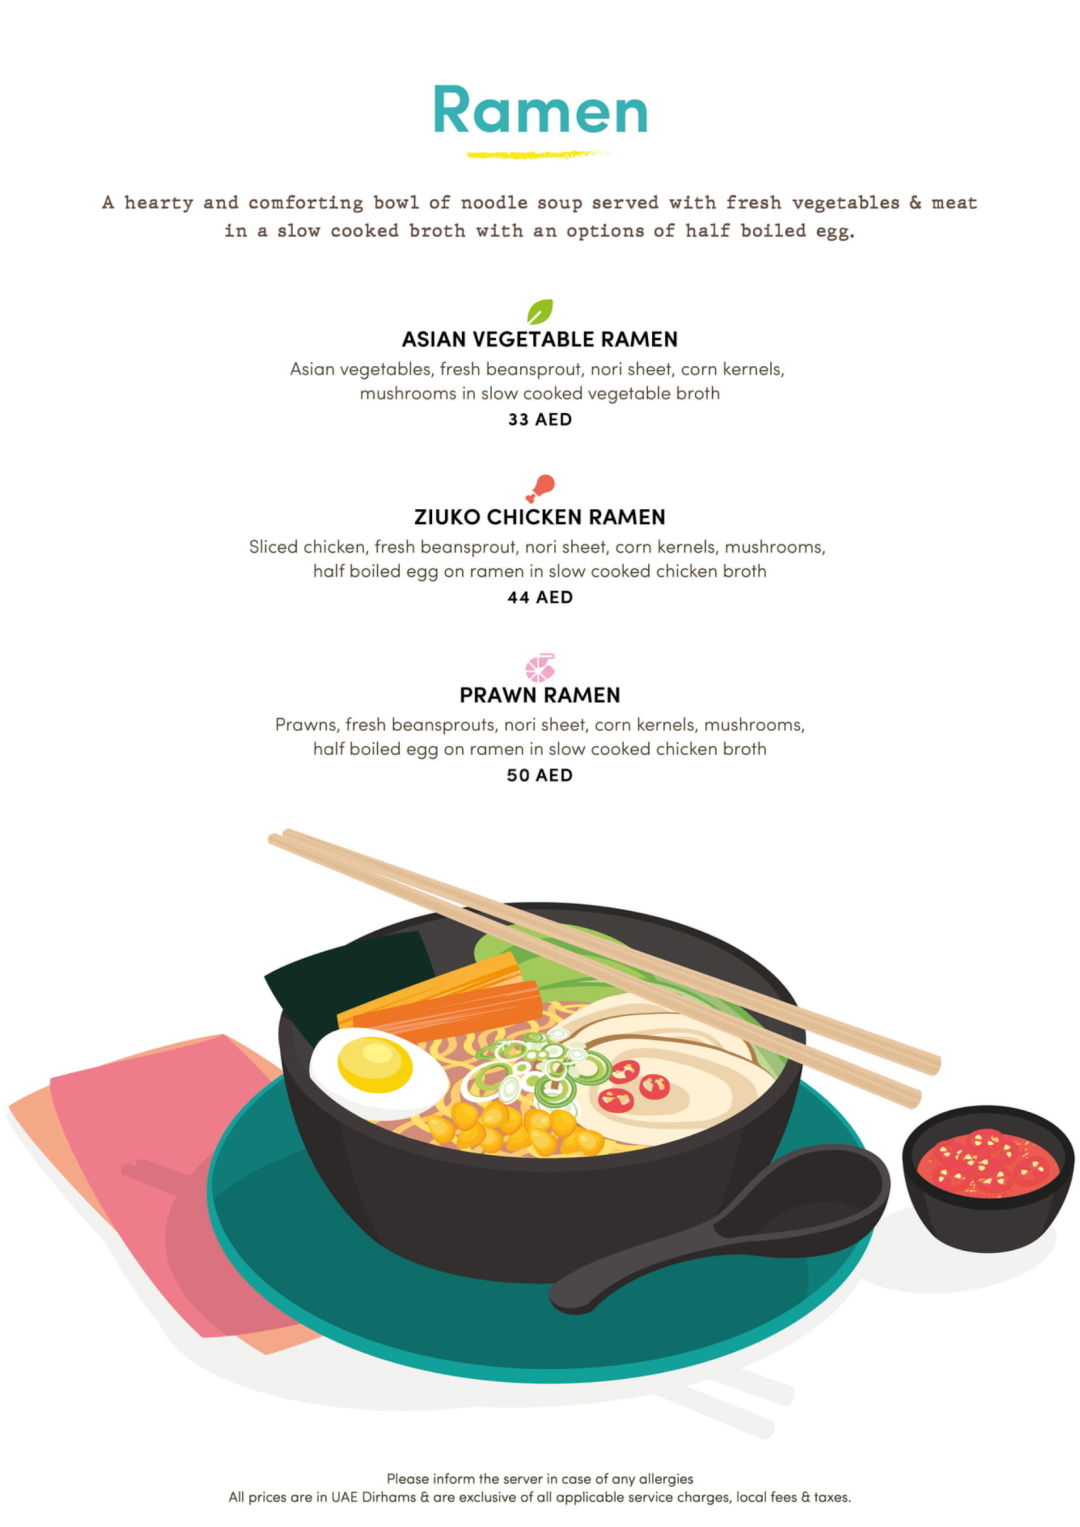 Ramen
A hearty and comforting bowl of noodle soup served with fresh vegetables & meat
in a slow cooked broth with an options of half boiled egg.
ASIAN VEGETABLE RAMEN
Asian vegetables, fresh beansprout, nori sheet, corn kernels,
mushrooms in slow cooked vegetable broth
33 AED
ZIUKO CHICKEN RAMEN
Sliced chicken, fresh beansprout, nori sheet, corn kernels, mushrooms,
half boiled egg on ramen in slow cooked chicken broth
44 AED
PRAWN RAMEN
Prawns, fresh beansprouts, nori sheet, corn kernels, mushrooms,
half boiled egg on ramen in slow cooked chicken broth
50 AED
Please inform the server in case of any allergies
All prices are in UAE Dirhams & are exclusive of all applicable service charges, local fees & taxes.